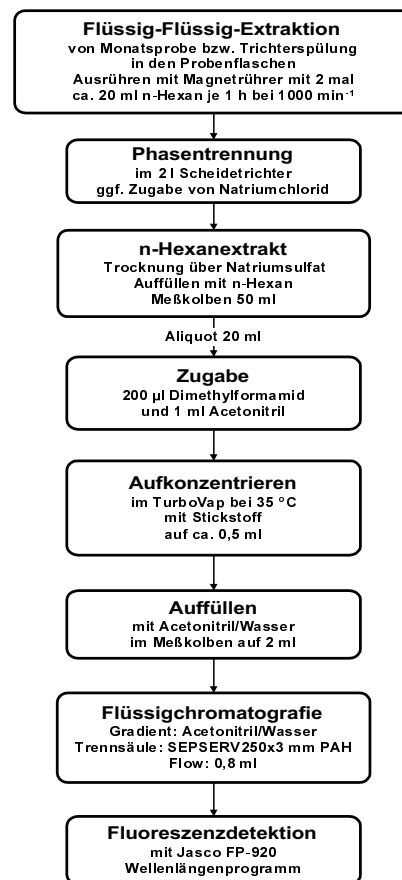 Flüssig-Flüssig-Extraktion
von Monatsprobe bzw. Trichterspülung
in den Probenflaschen
Ausrühren mit Magnetrührer mit 2 mal
ca. 20 ml n-Hexan je 1 h bei 1000 min⁻¹
Phasentrennung
im 2 l Scheidetrichter
ggf. Zugabe von Natriumchlorid
n-Hexanextrakt
Trocknung über Natriumsulfat
Auffüllen mit n-Hexan
Meßkolben 50 ml
Aliquot 20 ml
Zugabe
200 µl Dimethylformamid
und 1 ml Acetonitril
Aufkonzentrieren
im TurboVap bei 35 °C
mit Stickstoff
auf ca. 0,5 ml
Auffüllen
mit Acetonitril/Wasser
im Meßkolben auf 2 ml
Flüssigchromatografie
Gradient: Acetonitril/Wasser
Trennsäule: SEPSERV250x3 mm PAH
Flow: 0,8 ml
Fluoreszenzdetektion
mit Jasco FP-920
Wellenlängenprogramm